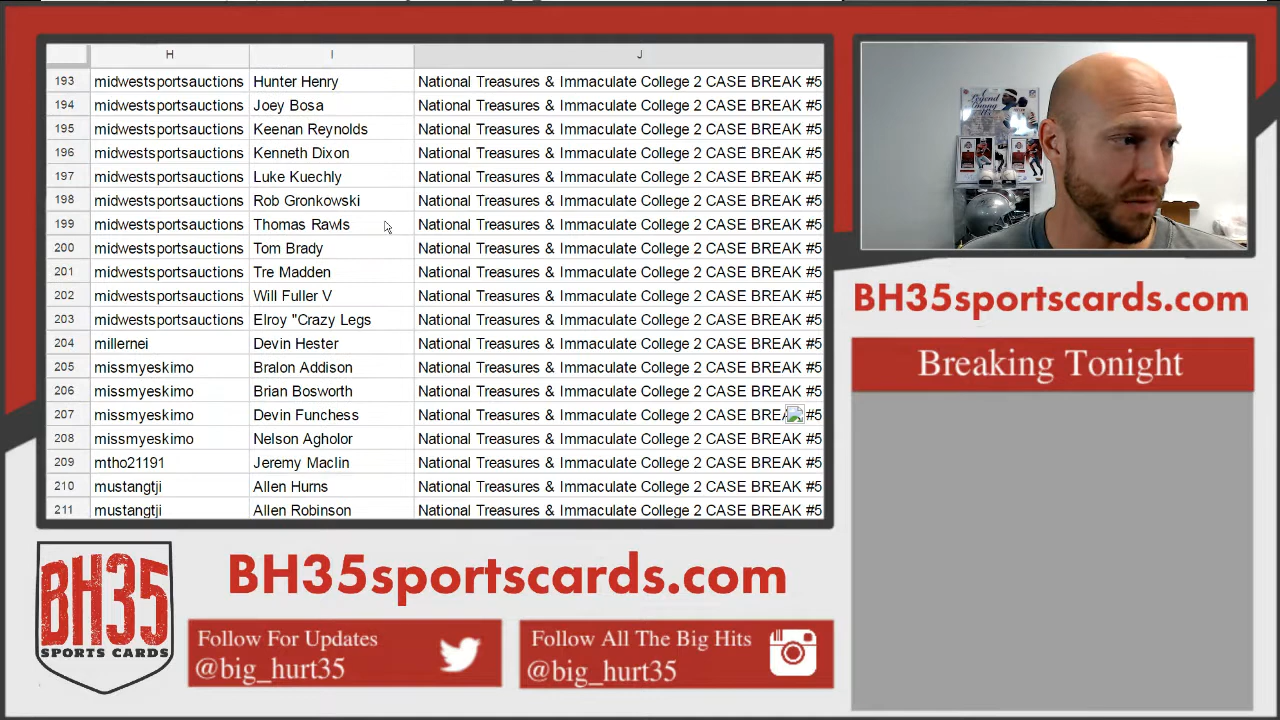 H I J
193 midwestsportsauctions Hunter Henry National Treasures & Immaculate College 2 CASE BREAK #5
194 midwestsportsauctions Joey Bosa National Treasures & Immaculate College 2 CASE BREAK #5
195 midwestsportsauctions Keenan Reynolds National Treasures & Immaculate College 2 CASE BREAK #5
196 midwestsportsauctions Kenneth Dixon National Treasures & Immaculate College 2 CASE BREAK #5
197 midwestsportsauctions Luke Kuechly National Treasures & Immaculate College 2 CASE BREAK #5
198 midwestsportsauctions Rob Gronkowski National Treasures & Immaculate College 2 CASE BREAK #5
199 midwestsportsauctions Thomas Rawls National Treasures & Immaculate College 2 CASE BREAK #5
200 midwestsportsauctions Tom Brady National Treasures & Immaculate College 2 CASE BREAK #5
201 midwestsportsauctions Tre Madden National Treasures & Immaculate College 2 CASE BREAK #5
202 midwestsportsauctions Will Fuller V National Treasures & Immaculate College 2 CASE BREAK #5
203 midwestsportsauctions Elroy "Crazy Legs National Treasures & Immaculate College 2 CASE BREAK #5
204 millernei Devin Hester National Treasures & Immaculate College 2 CASE BREAK #5
205 missmyeskimo Bralon Addison National Treasures & Immaculate College 2 CASE BREAK #5
206 missmyeskimo Brian Bosworth National Treasures & Immaculate College 2 CASE BREAK #5
207 missmyeskimo Devin Funchess National Treasures & Immaculate College 2 CASE BREAK #5
208 missmyeskimo Nelson Agholor National Treasures & Immaculate College 2 CASE BREAK #5
209 mtho21191 Jeremy Maclin National Treasures & Immaculate College 2 CASE BREAK #5
210 mustangtji Allen Hurns National Treasures & Immaculate College 2 CASE BREAK #5
211 mustangtji Allen Robinson National Treasures & Immaculate College 2 CASE BREAK #5
BH35sportscards.com
Breaking Tonight
BH35
SPORTS CARDS
BH35sportscards.com
Follow For Updates
@big_hurt35
Follow All The Big Hits
@big_hurt35